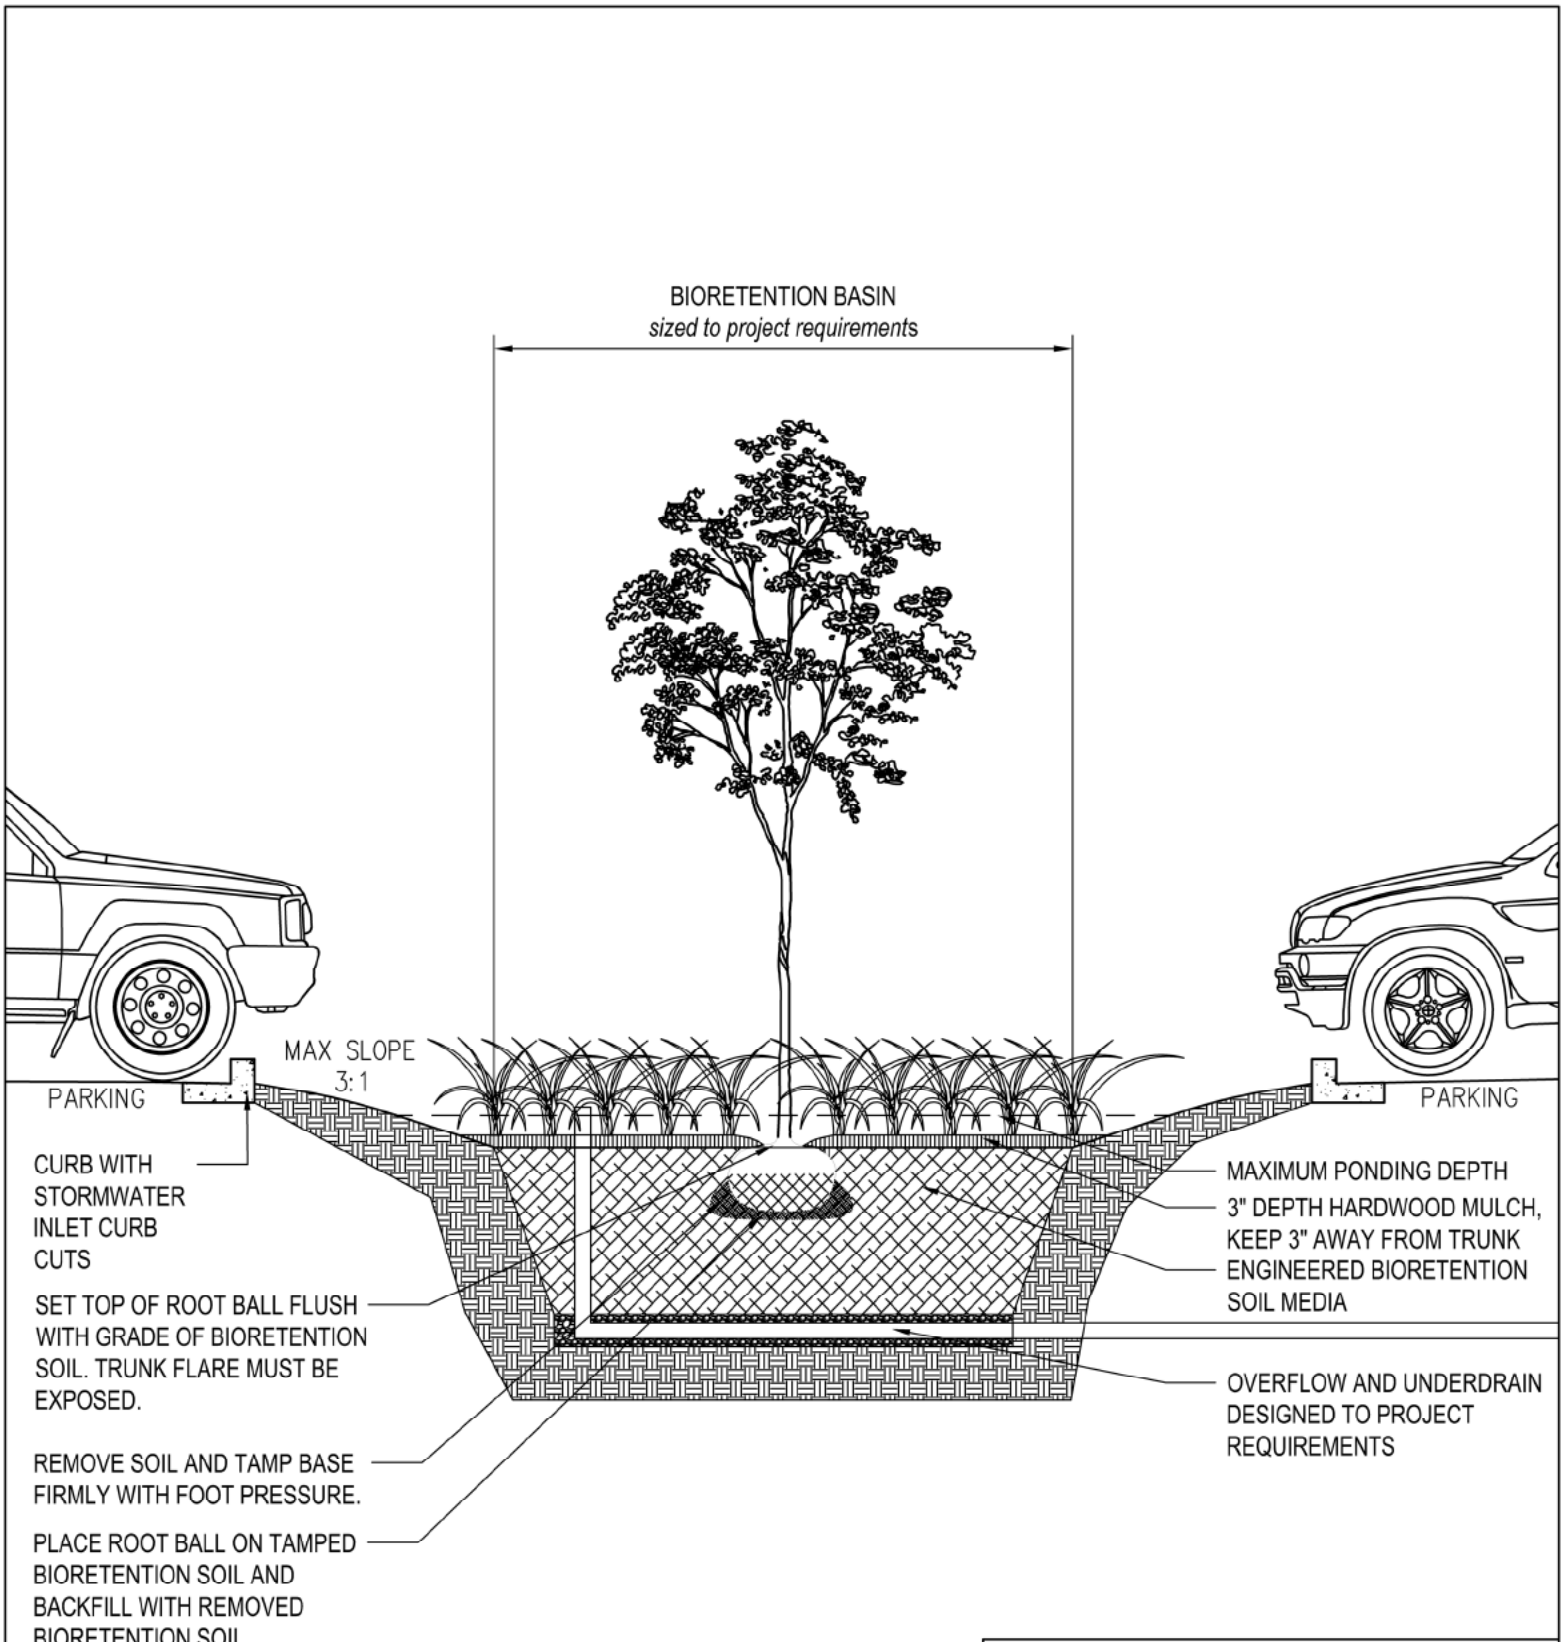 BIORETENTION BASIN
sized to project requirements
MAX SLOPE
3:1
PARKING
PARKING
CURB WITH
STORMWATER
INLET CURB
CUTS
SET TOP OF ROOT BALL FLUSH
WITH GRADE OF BIORETENTION
SOIL. TRUNK FLARE MUST BE
EXPOSED.
REMOVE SOIL AND TAMP BASE
FIRMLY WITH FOOT PRESSURE.
PLACE ROOT BALL ON TAMPED
BIORETENTION SOIL AND
BACKFILL WITH REMOVED
BIORETENTION SOIL
MAXIMUM PONDING DEPTH
3" DEPTH HARDWOOD MULCH,
KEEP 3" AWAY FROM TRUNK
ENGINEERED BIORETENTION
SOIL MEDIA
OVERFLOW AND UNDERDRAIN
DESIGNED TO PROJECT
REQUIREMENTS